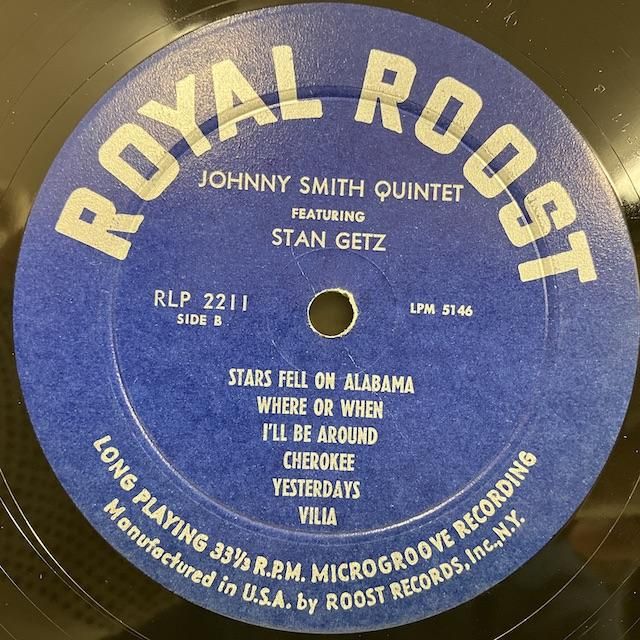 ROYAL ROOST
JOHNNY SMITH QUINTET
FEATURING
STAN GETZ
RLP 2211
SIDE B
LPM 5146
STARS FELL ON ALABAMA
WHERE OR WHEN
I'LL BE AROUND
CHEROKEE
YESTERDAYS
VILIA
LONG PLAYING 33⅓ R.P.M. MICROGROOVE RECORDING
Manufactured in U.S.A. by ROOST RECORDS, Inc., N.Y.